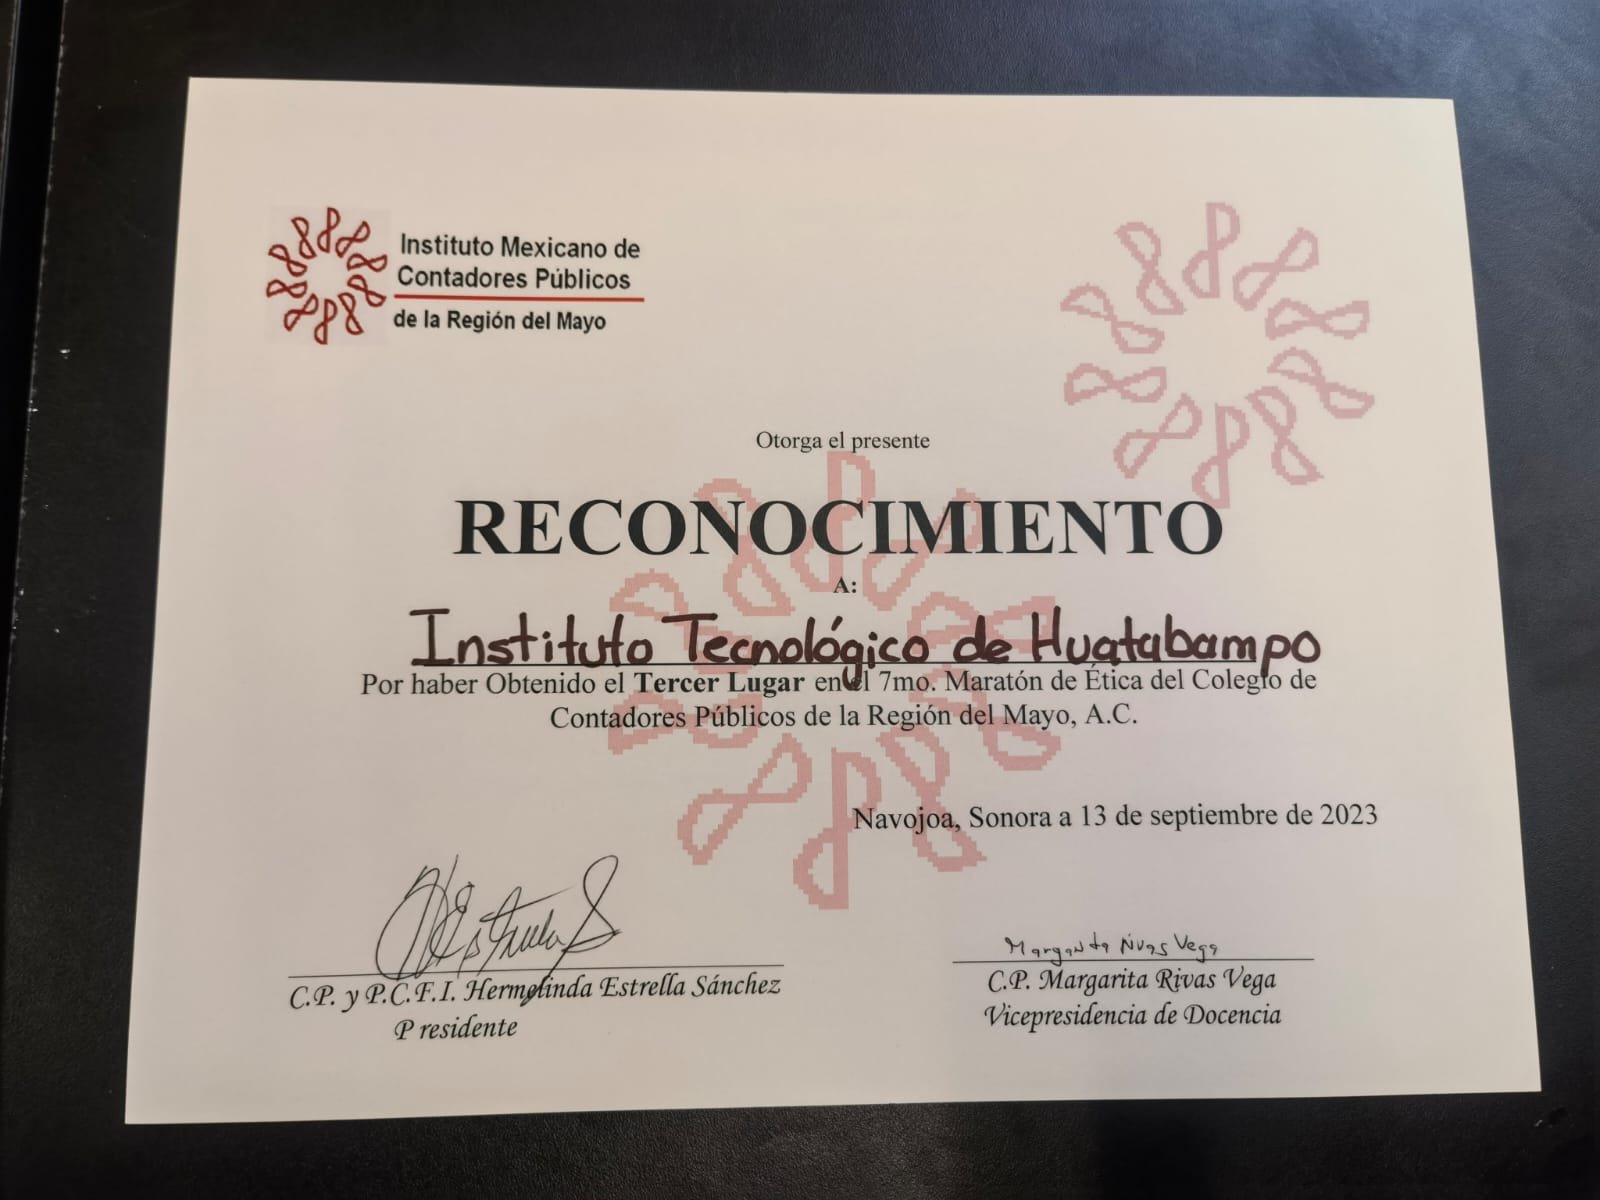 Instituto Mexicano de
Contadores Públicos
de la Región del Mayo
Otorga el presente
RECONOCIMIENTO
A:
Instituto Tecnológico de Huatabampo
Por haber Obtenido el Tercer Lugar en el 7mo. Maratón de Ética del Colegio de
Contadores Públicos de la Región del Mayo, A.C.
Navojoa, Sonora a 13 de septiembre de 2023
Margarita Rivas Vega
C.P. y P.C.F.I. Hermelinda Estrella Sánchez
P residente
C.P. Margarita Rivas Vega
Vicepresidencia de Docencia